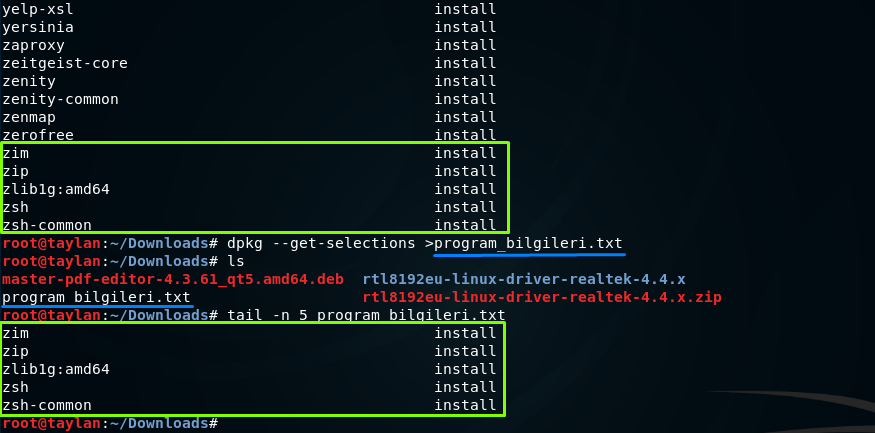 yelp-xsl install
yersinia install
zaproxy install
zeitgeist-core install
zenity install
zenity-common install
zenmap install
zerofree install
zim install
zip install
zlib1g:amd64 install
zsh install
zsh-common install
root@taylan:~/Downloads# dpkg --get-selections >program_bilgileri.txt
root@taylan:~/Downloads# ls
master-pdf-editor-4.3.61_qt5.amd64.deb rtl8192eu-linux-driver-realtek-4.4.x
program_bilgileri.txt rtl8192eu-linux-driver-realtek-4.4.x.zip
root@taylan:~/Downloads# tail -n 5 program_bilgileri.txt
zim install
zip install
zlib1g:amd64 install
zsh install
zsh-common install
root@taylan:~/Downloads#